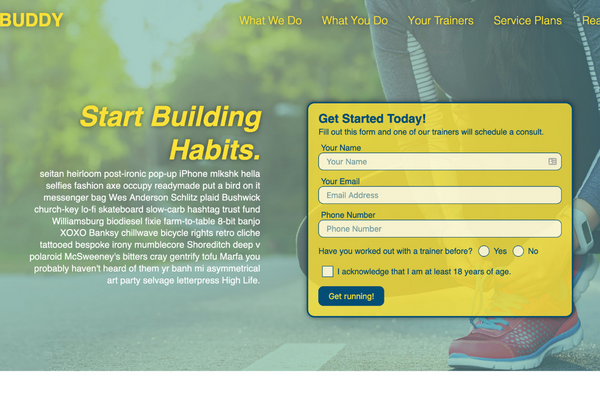 BUDDY
What We Do What You Do Your Trainers Service Plans Rea
Start Building
Habits.
seitan heirloom post-ironic pop-up iPhone mlkshk hella
selfies fashion axe occupy readymade put a bird on it
messenger bag Wes Anderson Schlitz plaid Bushwick
church-key lo-fi skateboard slow-carb hashtag trust fund
Williamsburg biodiesel fixie farm-to-table 8-bit banjo
XOXO Banksy chillwave bicycle rights retro cliche
tattooed bespoke irony mumblecore Shoreditch deep v
polaroid McSweeney's bitters cray gentrify tofu Marfa you
probably haven't heard of them yr banh mi asymmetrical
art party selvage letterpress High Life.
Get Started Today!
Fill out this form and one of our trainers will schedule a consult.
Your Name
Your Name
Your Email
Email Address
Phone Number
Phone Number
Have you worked out with a trainer before? Yes No
I acknowledge that I am at least 18 years of age.
Get running!